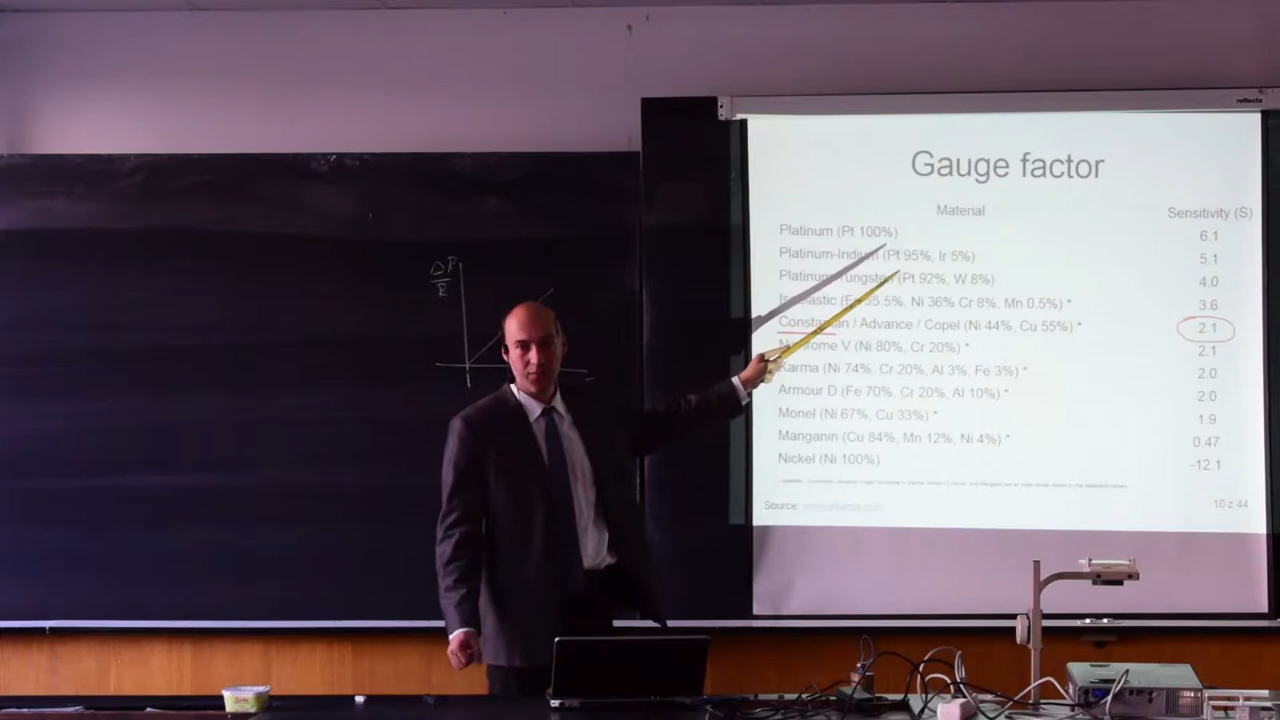 reflecta
Gauge factor
Material Sensitivity (S)
Platinum (Pt 100%) 6.1
Platinum-Indium (Pt 95%, Ir 5%) 5.1
Platinum-Tungsten (Pt 92%, W 8%) 4.0
Isoelastic (Fe 55.5%, Ni 36% Cr 8%, Mn 0.5%) * 3.6
Constantan / Advance / Copel (Ni 44%, Cu 55%) * 2.1
Nichrome V (Ni 80%, Cr 20%) * 2.1
Karma (Ni 74%, Cr 20%, Al 3%, Fe 3%) * 2.0
Armour D (Fe 70%, Cr 20%, Al 10%) * 2.0
Monel (Ni 67%, Cu 33%) * 1.9
Manganin (Cu 84%, Mn 12%, Ni 4%) * 0.47
Nickel (Ni 100%) -12.1
Source:
10 z 44
ΔR
R